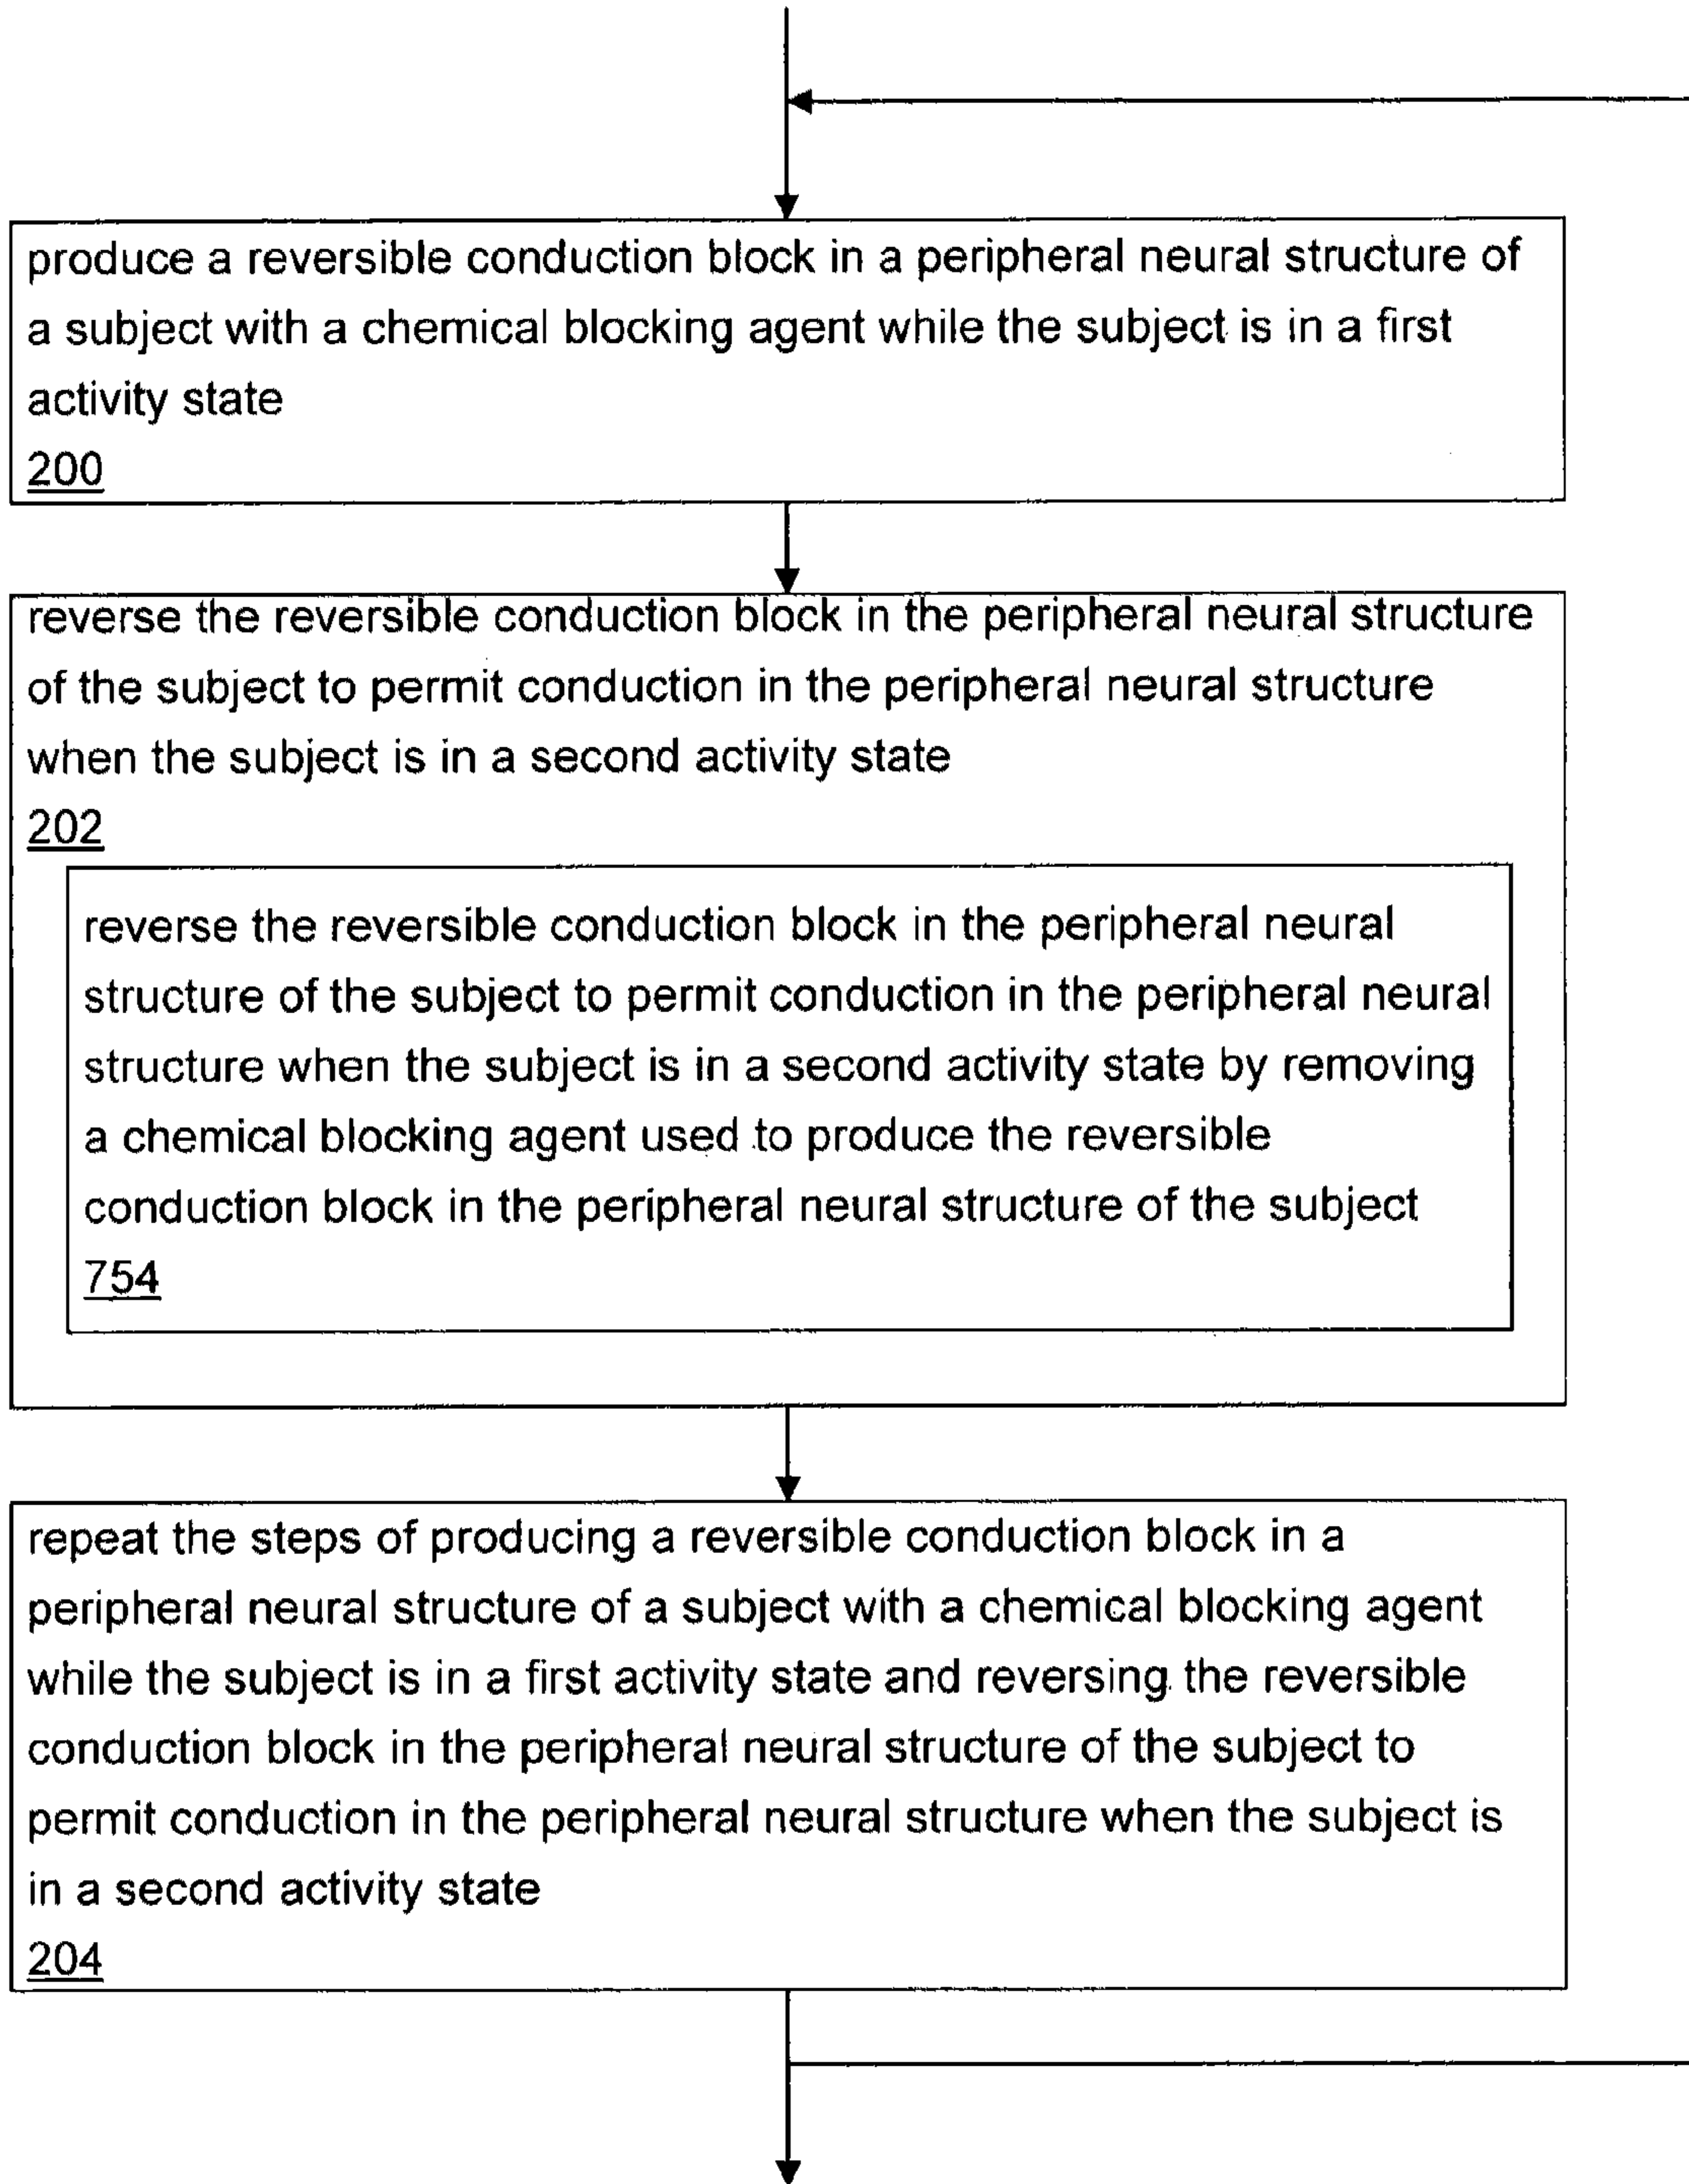 produce a reversible conduction block in a peripheral neural structure of
a subject with a chemical blocking agent while the subject is in a first
activity state
200
reverse the reversible conduction block in the peripheral neural structure
of the subject to permit conduction in the peripheral neural structure
when the subject is in a second activity state
202
reverse the reversible conduction block in the peripheral neural
structure of the subject to permit conduction in the peripheral neural
structure when the subject is in a second activity state by removing
a chemical blocking agent used to produce the reversible
conduction block in the peripheral neural structure of the subject
754
repeat the steps of producing a reversible conduction block in a
peripheral neural structure of a subject with a chemical blocking agent
while the subject is in a first activity state and reversing the reversible
conduction block in the peripheral neural structure of the subject to
permit conduction in the peripheral neural structure when the subject is
in a second activity state
204